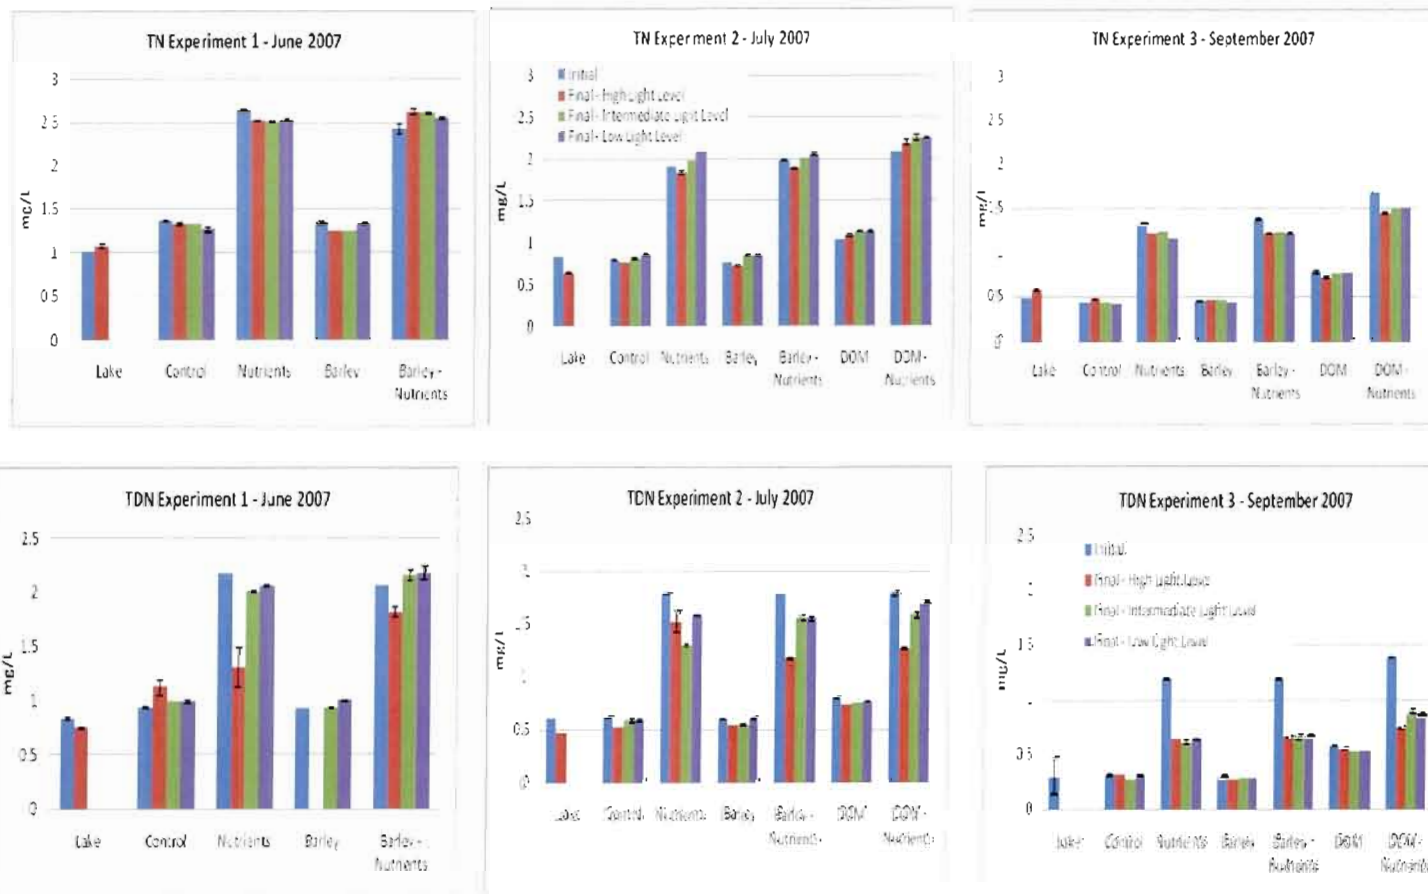 TN Experiment 1 - June 2007
3
2 5
2
1.5
1
0 5
0
mg/L
Lake Control Nutrients Barley Barley -
Nutrients
TN Exper ment 2 - July 2007
3
2.5
2
1.5
1
0.5
0
mg/L
Initial
Final - High Light Level
Final - Intermediate Light Level
Final - Low Light Level
Lake Control Nutrients Barley Barley - DOM DOM -
Nutrients Nutrients
TN Experiment 3 - September 2007
3
2 5
2
0 5
mg/L
Lake Control Nutrients Barley Barley - DOM DOM -
Nutrients Nutrients
TDN Experiment 1 - June 2007
2.5
2
1.5
1
0.5
0
mg/L
Lake Control Nutrients Barley Barley -
Nutrients
TDN Experiment 2 - July 2007
2.5
0.5
0
mg/L
Lake Control Nutrients Barley Barley - DOM DOM -
Nutrients Nutrients
TDN Experiment 3 - September 2007
2 5
1 5
0 5
0
mg/L
Initial
Final - High Light Level
Final - Intermediate Light Level
Final - Low Light Level
Lake Control Nutrients Barley Barley - DOM DOM -
Nutrients Nutrients